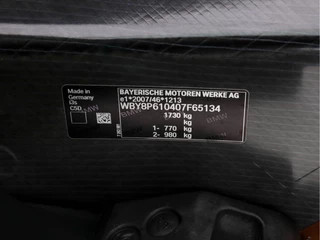 Made in
Germany
i3s
CSD
BAYERISCHE MOTOREN WERKE AG
e1*2007/46*1213
WBY8P610407F65134
1730 kg
kg
1- 770 kg
2- 980 kg